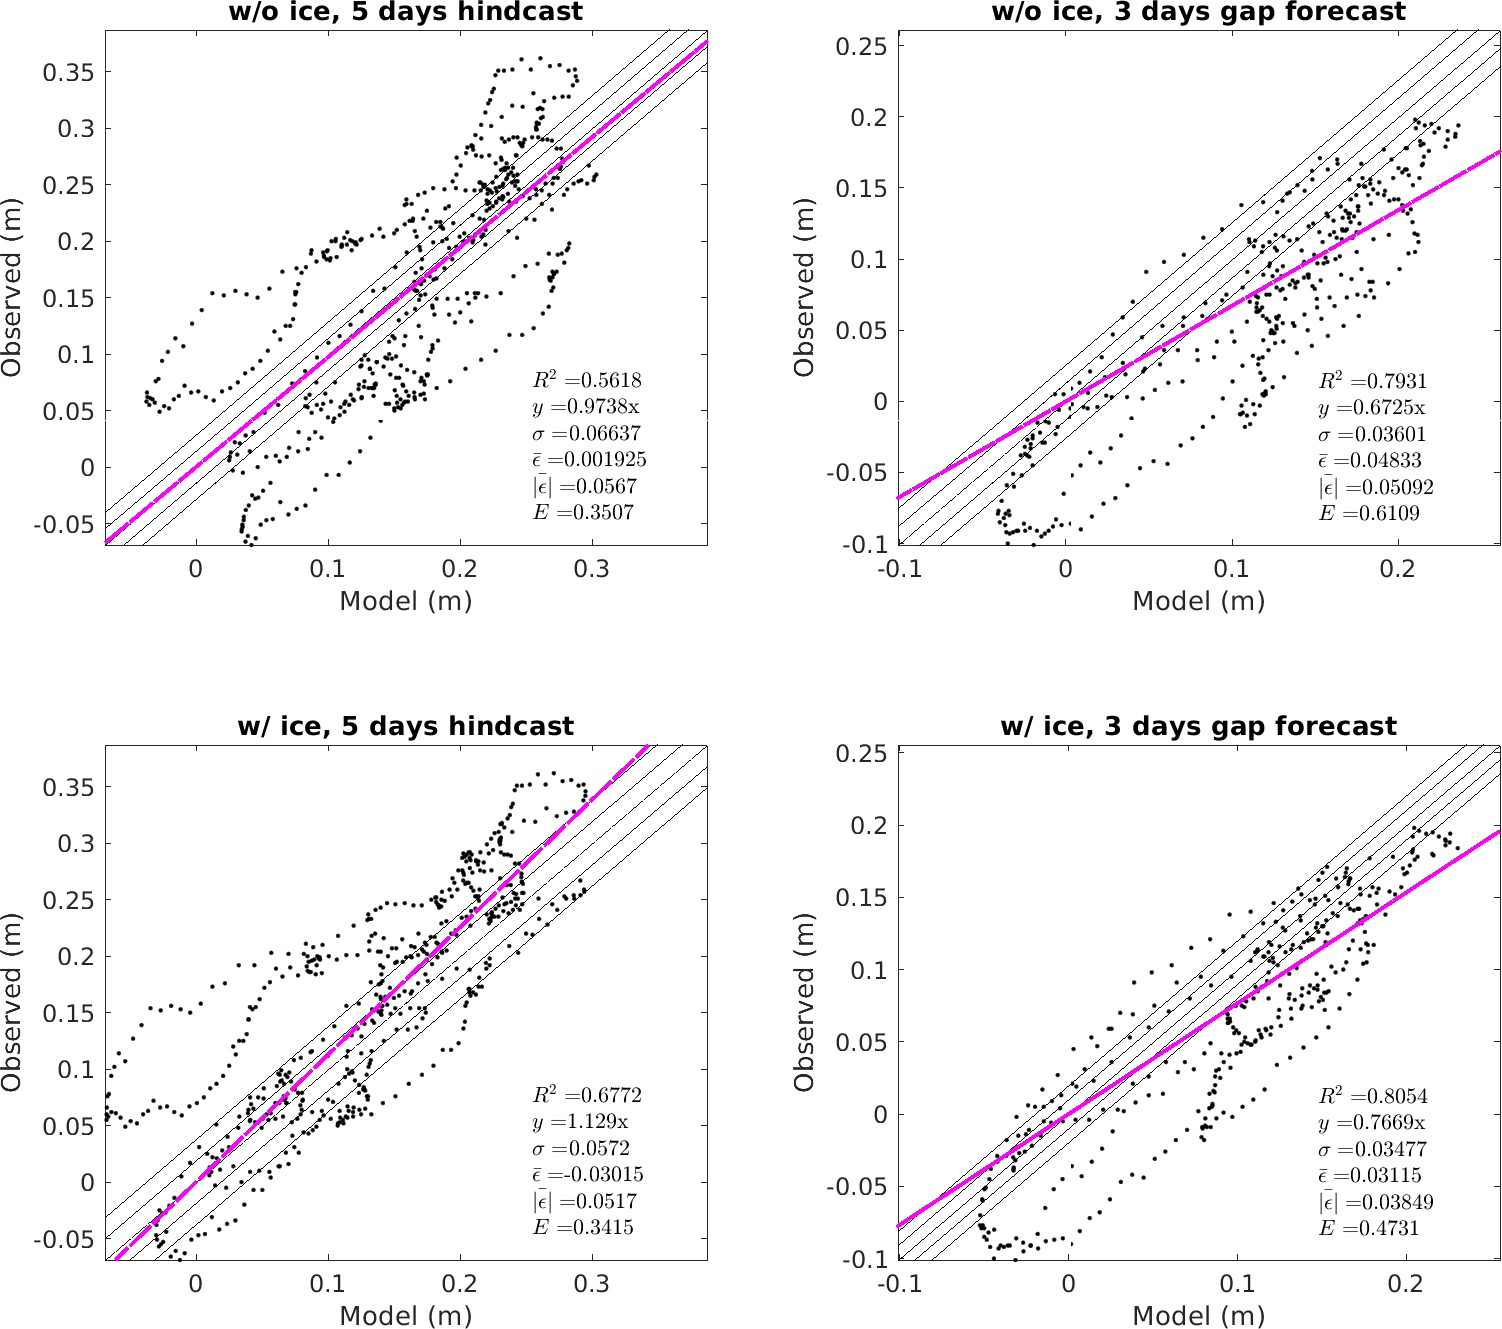 w/o ice, 5 days hindcast
0.35
0.3
0.25
0.2
0.15
0.1
0.05
0
-0.05
Observed (m)
R² =0.5618
y =0.9738x
σ =0.06637
ε̄ =0.001925
|ε̄| =0.0567
E =0.3507
0 0.1 0.2 0.3
Model (m)
w/o ice, 3 days gap forecast
0.25
0.2
0.15
0.1
0.05
0
-0.05
-0.1
Observed (m)
R² =0.7931
y =0.6725x
σ =0.03601
ε̄ =0.04833
|ε̄| =0.05092
E =0.6109
-0.1 0 0.1 0.2
Model (m)
w/ ice, 5 days hindcast
0.35
0.3
0.25
0.2
0.15
0.1
0.05
0
-0.05
Observed (m)
R² =0.6772
y =1.129x
σ =0.0572
ε̄ =-0.03015
|ε̄| =0.0517
E =0.3415
0 0.1 0.2 0.3
Model (m)
w/ ice, 3 days gap forecast
0.25
0.2
0.15
0.1
0.05
0
-0.05
-0.1
Observed (m)
R² =0.8054
y =0.7669x
σ =0.03477
ε̄ =0.03115
|ε̄| =0.03849
E =0.4731
-0.1 0 0.1 0.2
Model (m)